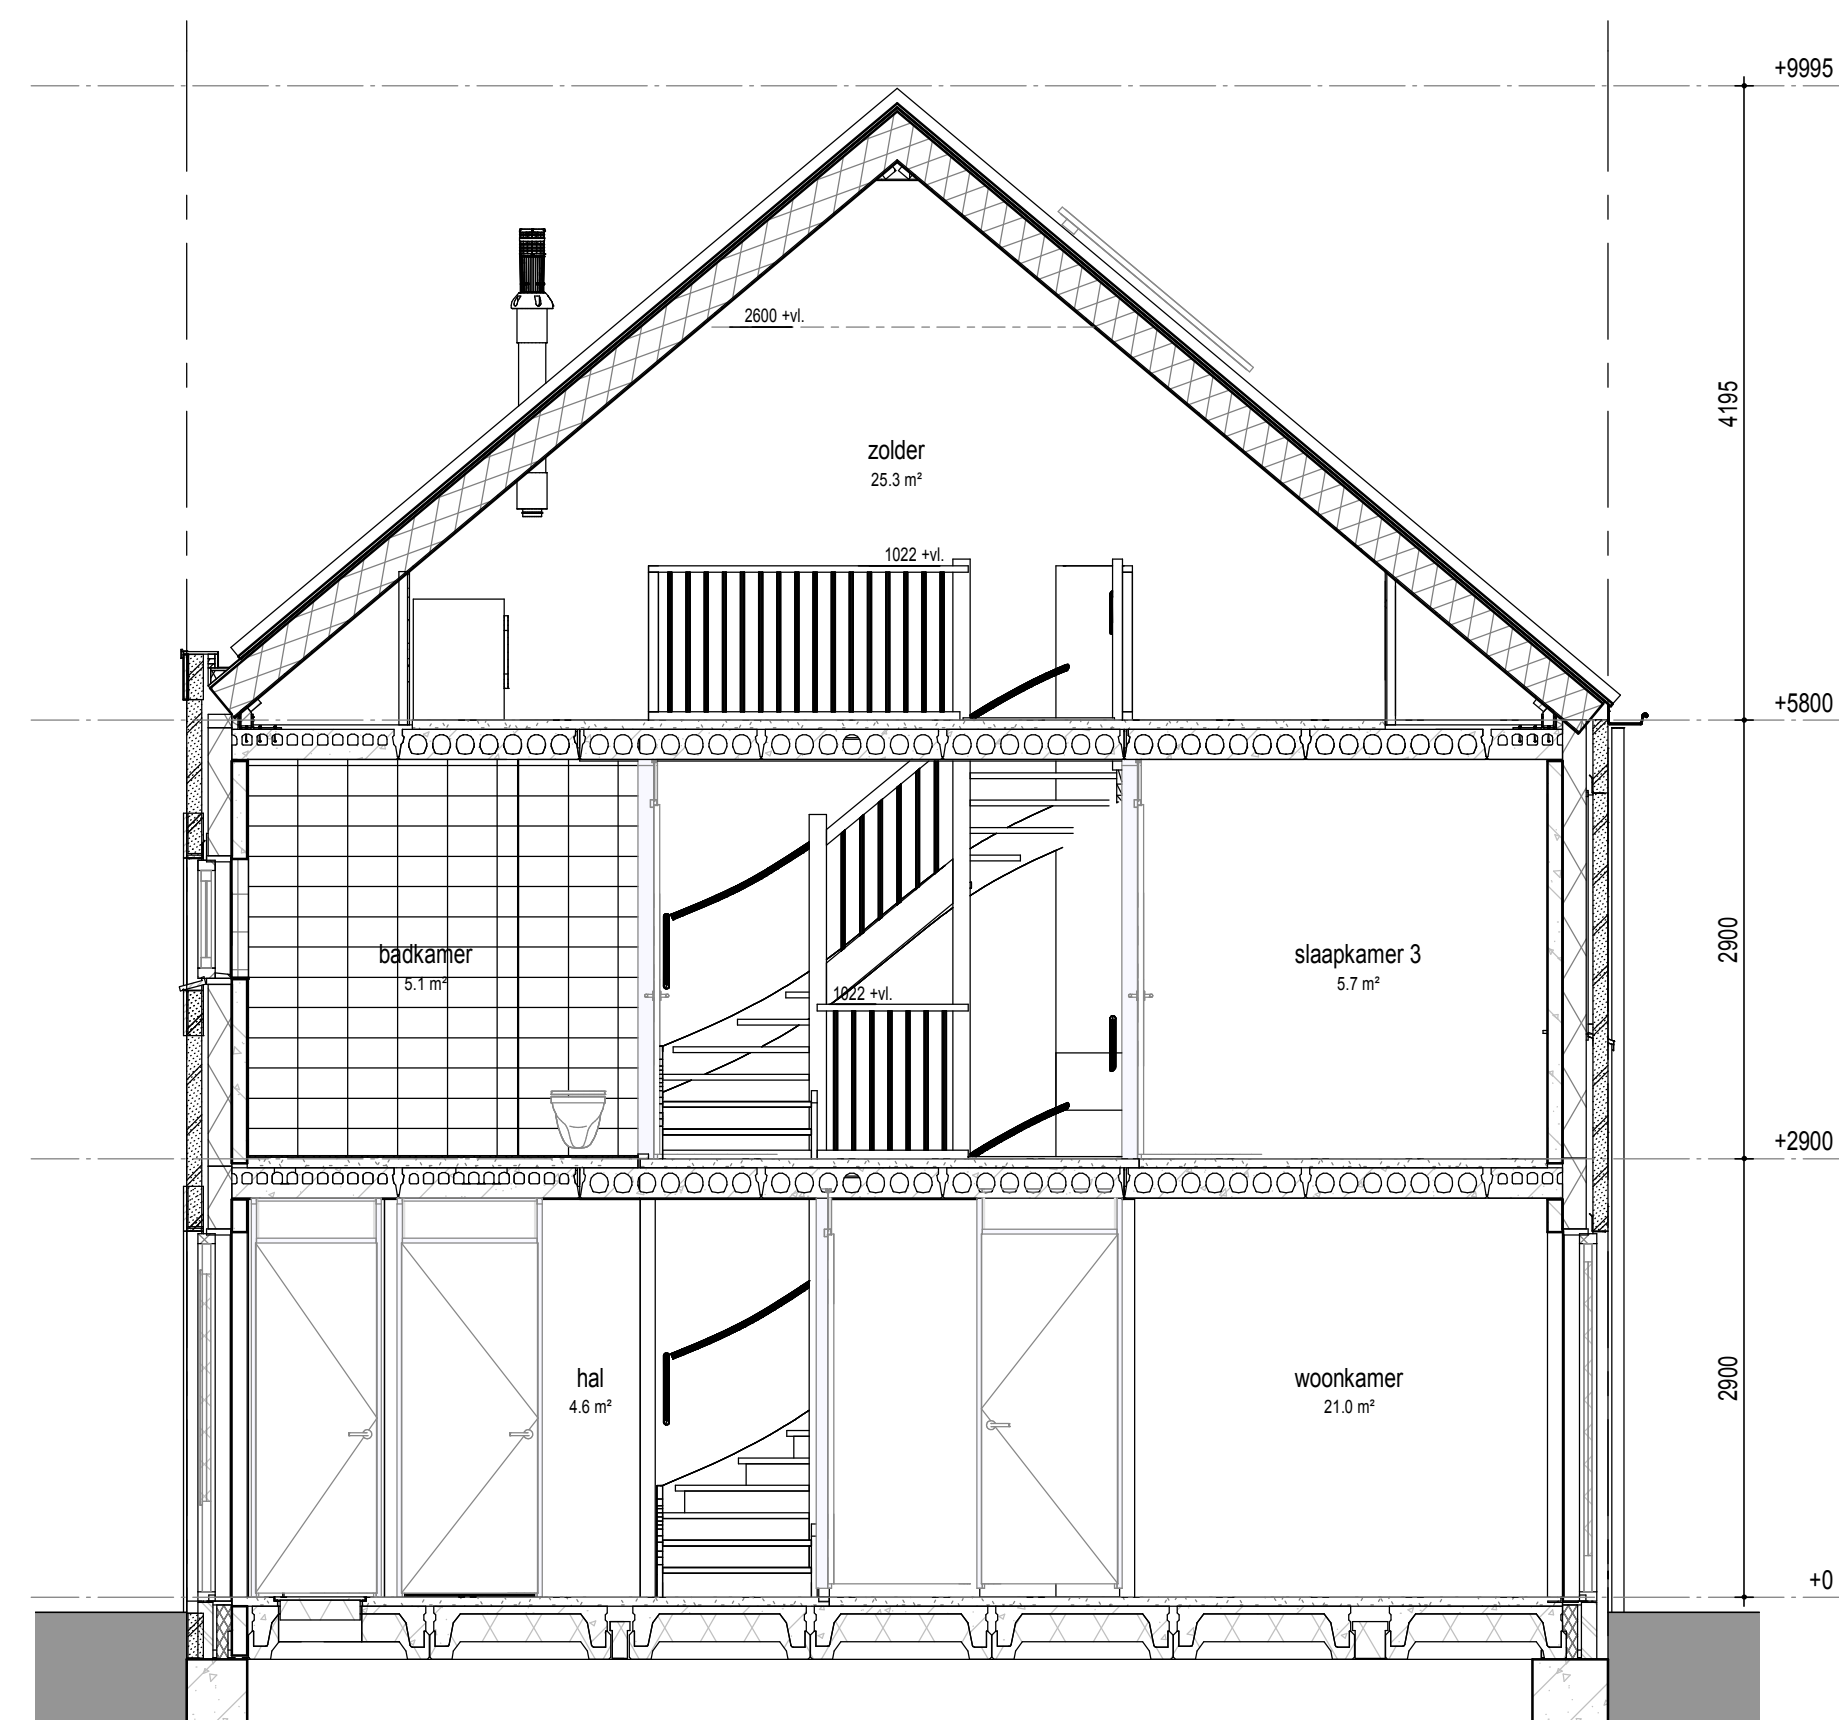 +9995
2600 +vl.
4195
zolder
25.3 m²
1022 +vl.
+5800
badkamer
5.1 m²
slaapkamer 3
5.7 m²
2900
1022 +vl.
+2900
hal
4.6 m²
woonkamer
21.0 m²
2900
+0